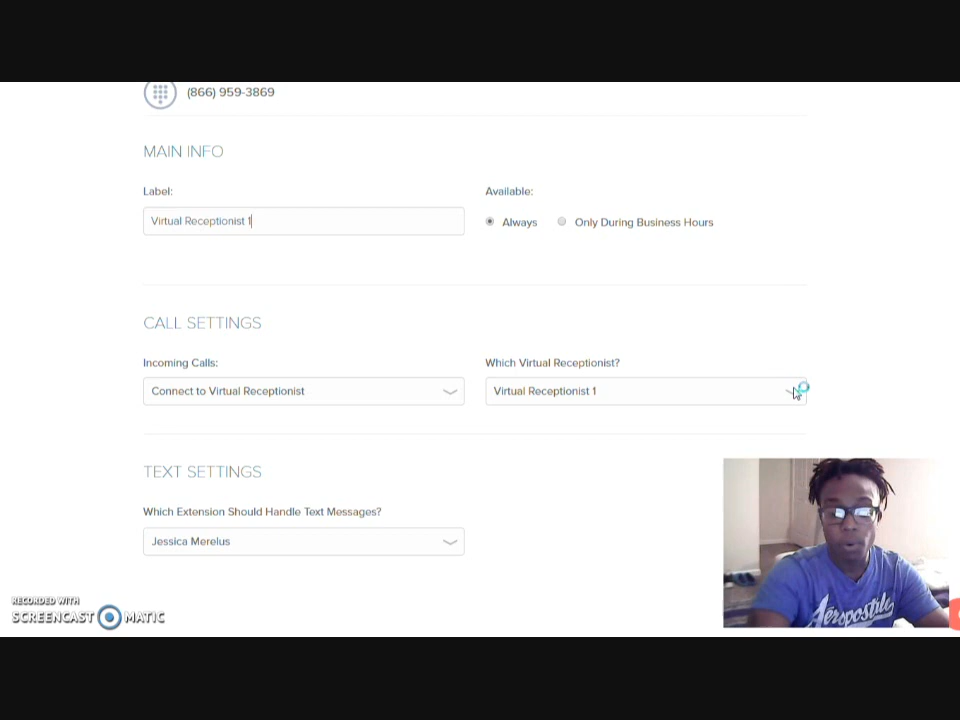 (866) 959-3869
MAIN INFO
Label:
Available:
Virtual Receptionist 1
Always
Only During Business Hours
CALL SETTINGS
Incoming Calls:
Which Virtual Receptionist?
Connect to Virtual Receptionist
Virtual Receptionist 1
TEXT SETTINGS
Which Extension Should Handle Text Messages?
Jessica Merelus
Aéropostale
RECORDED WITH
SCREENCAST MATIC